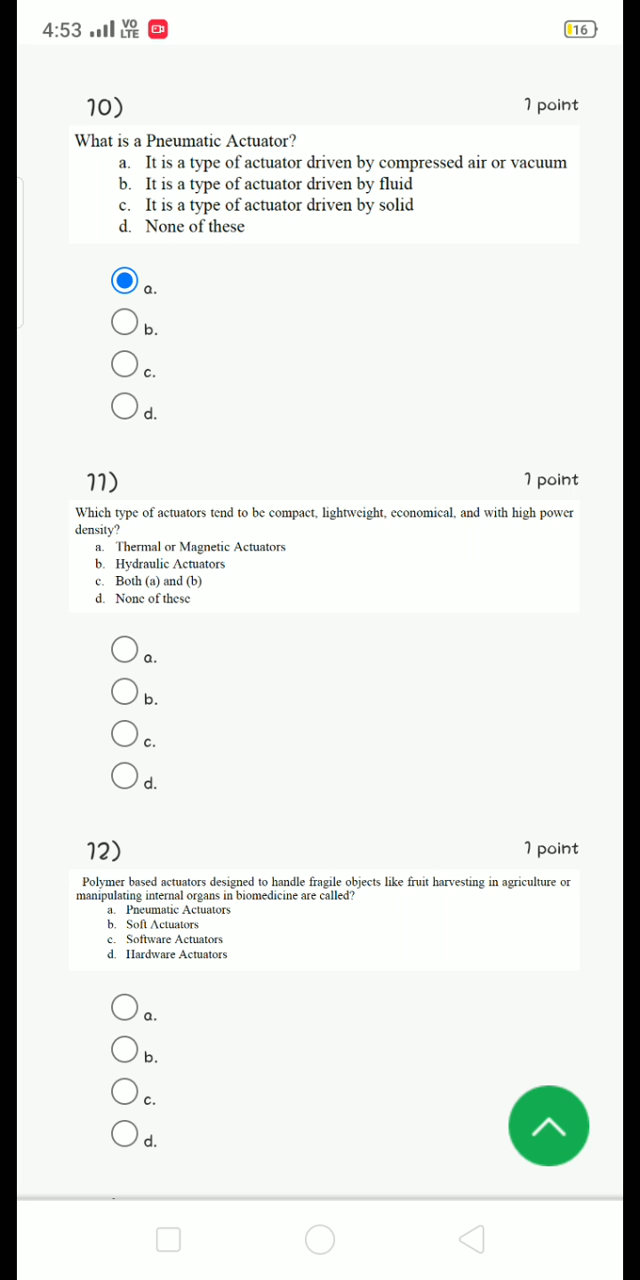 4:53 VO LTE 16
10) 1 point
What is a Pneumatic Actuator?
a. It is a type of actuator driven by compressed air or vacuum
b. It is a type of actuator driven by fluid
c. It is a type of actuator driven by solid
d. None of these
a.
b.
c.
d.
11) 1 point
Which type of actuators tend to be compact, lightweight, economical, and with high power
density?
a. Thermal or Magnetic Actuators
b. Hydraulic Actuators
c. Both (a) and (b)
d. None of these
a.
b.
c.
d.
12) 1 point
Polymer based actuators designed to handle fragile objects like fruit harvesting in agriculture or
manipulating internal organs in biomedicine are called?
a. Pneumatic Actuators
b. Soft Actuators
c. Software Actuators
d. Hardware Actuators
a.
b.
c.
d.